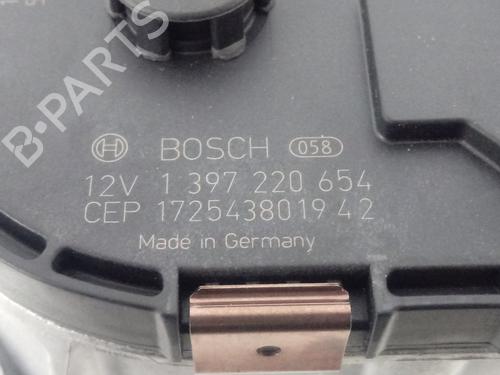 B-PARTS
BOSCH 058
12V 1 397 220 654
CEP 1725438019 4 2
Made in Germany